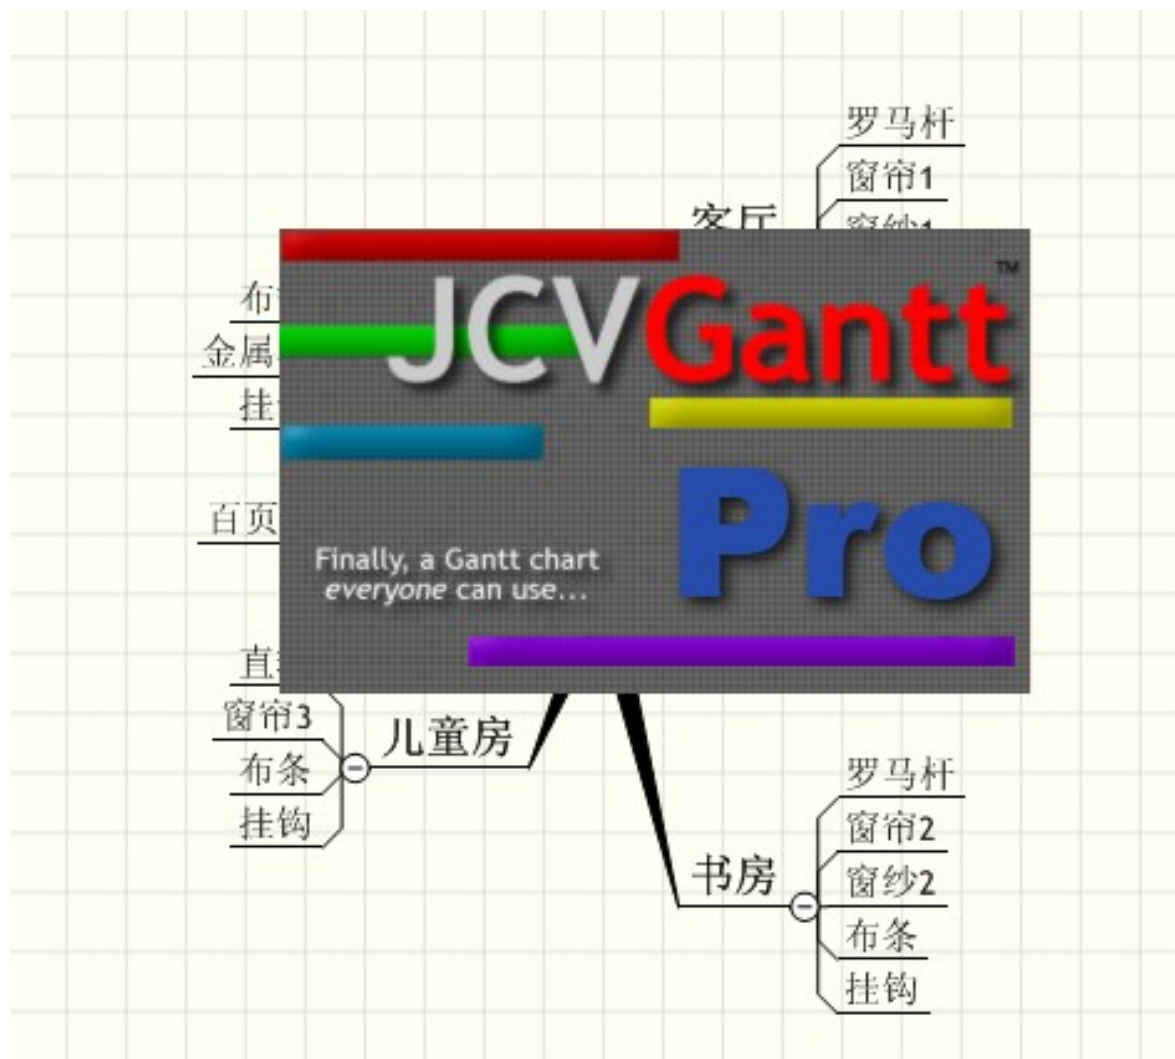 罗马杆
窗帘1
客厅
布
金属
挂
百页
JCVGantt
TM
Pro
Finally, a Gantt chart
everyone can use...
窗帘3
布条
挂钩
儿童房
罗马杆
窗帘2
窗纱2
布条
挂钩
书房